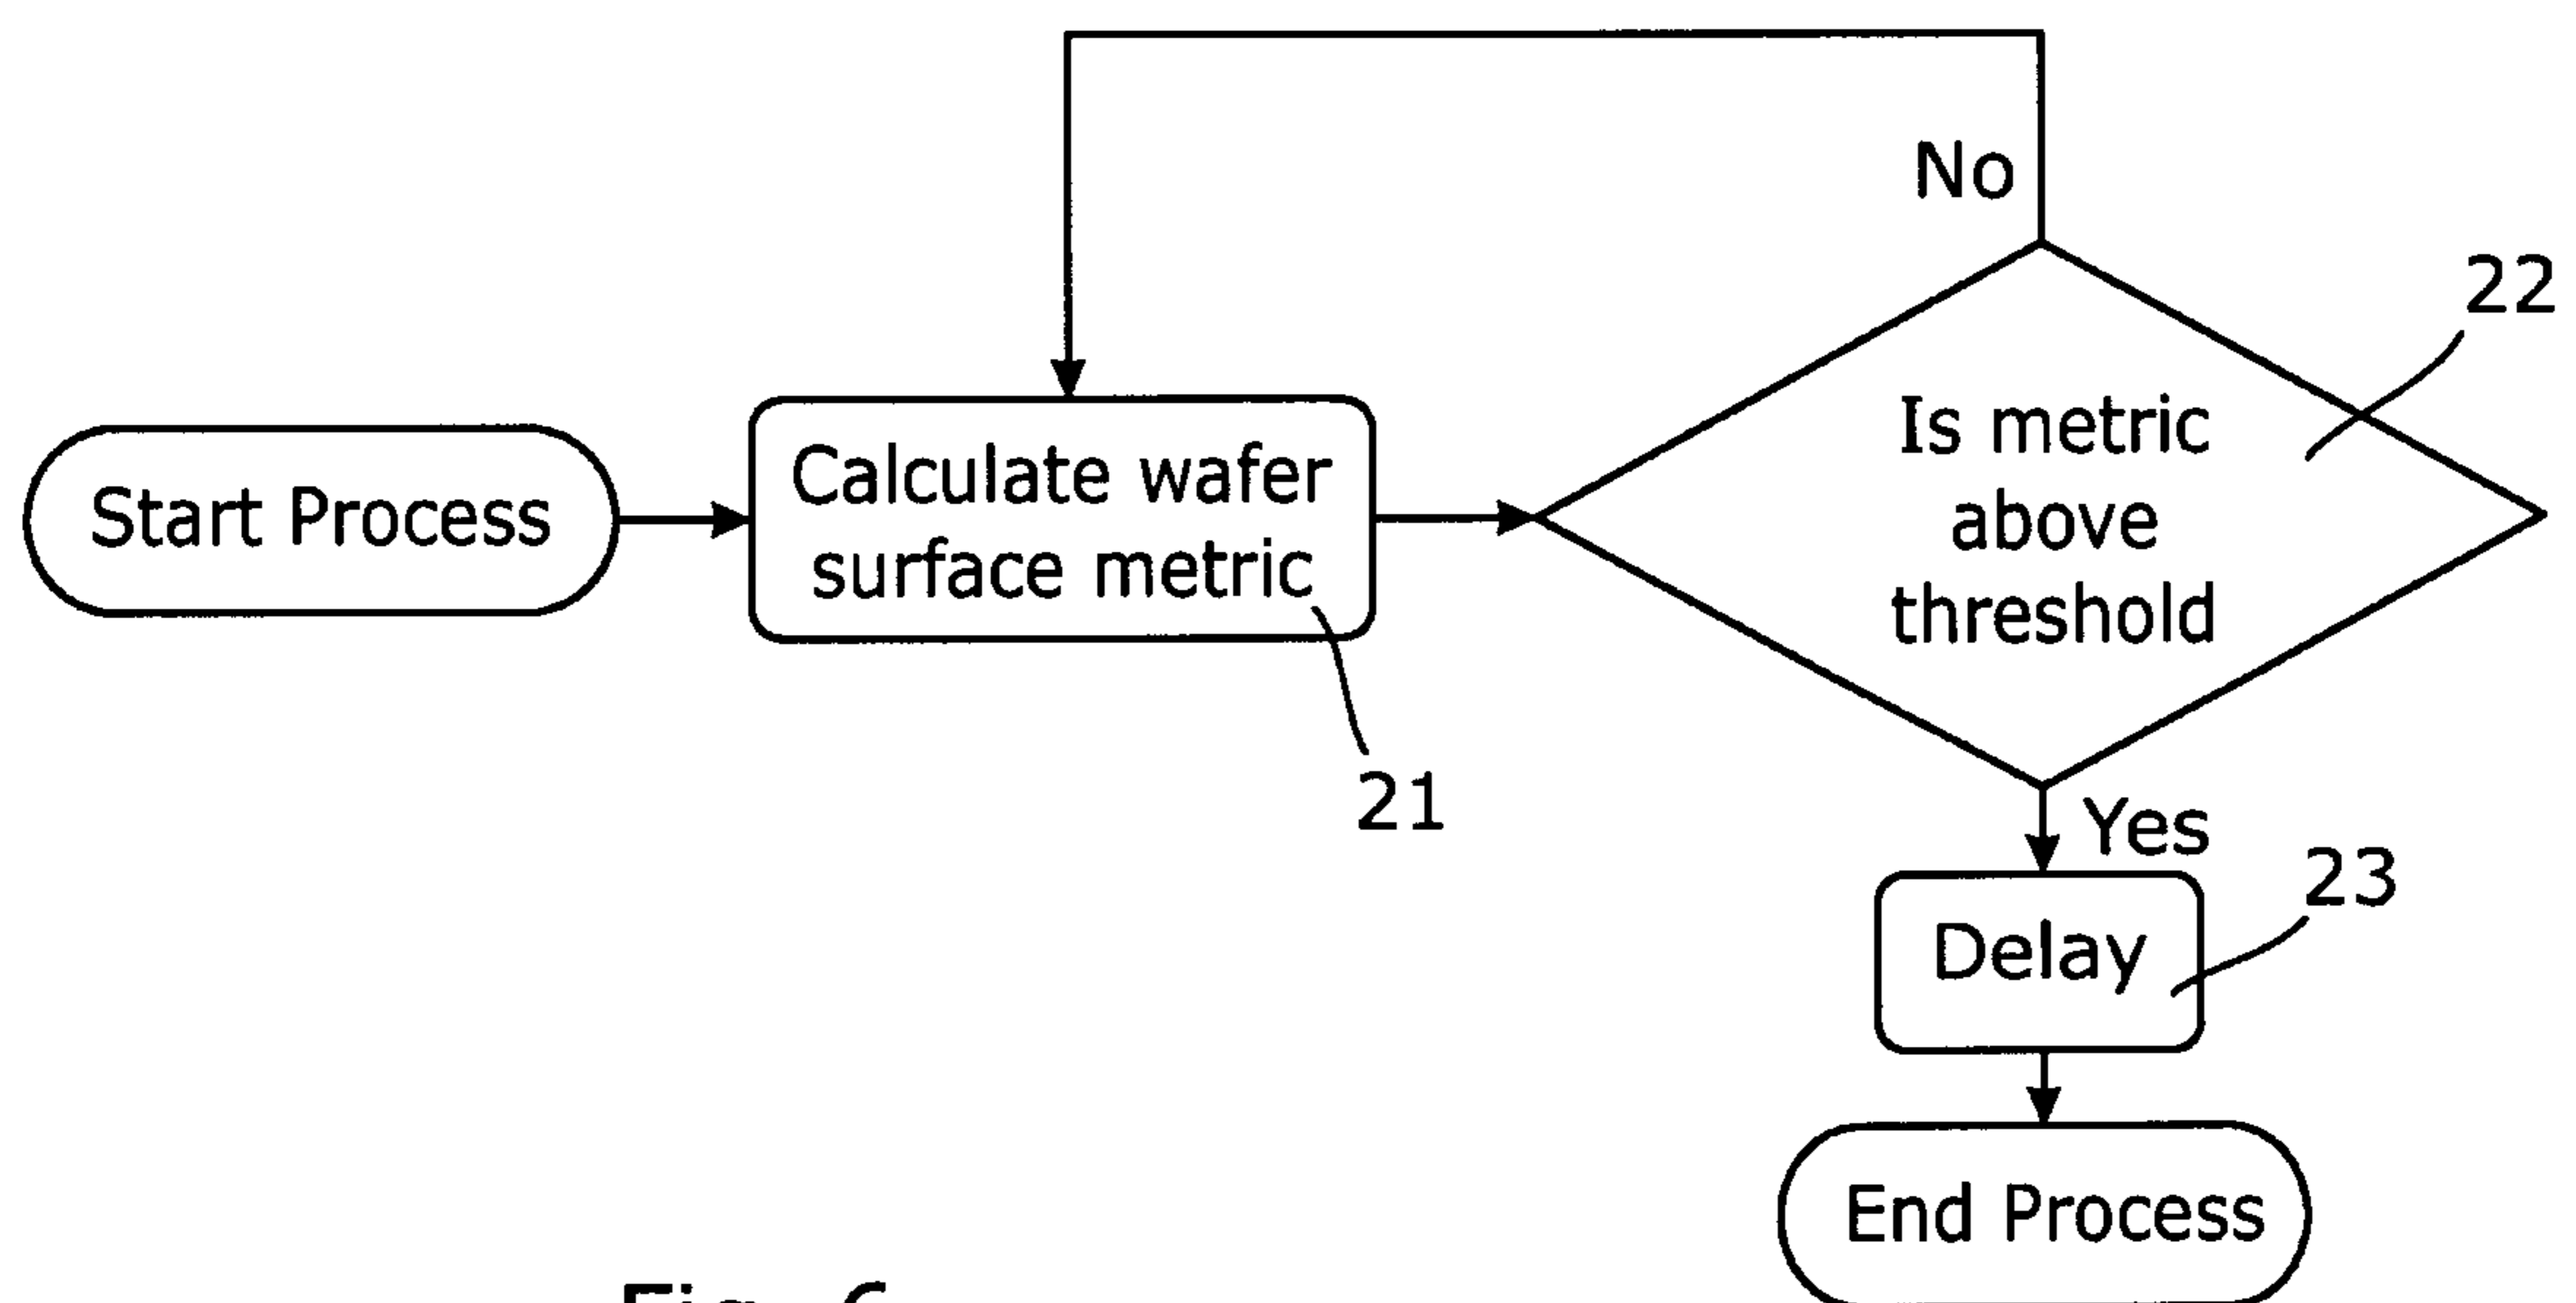 No
22
Start Process
Calculate wafer
surface metric
21
Is metric
above
threshold
Yes
23
Delay
End Process